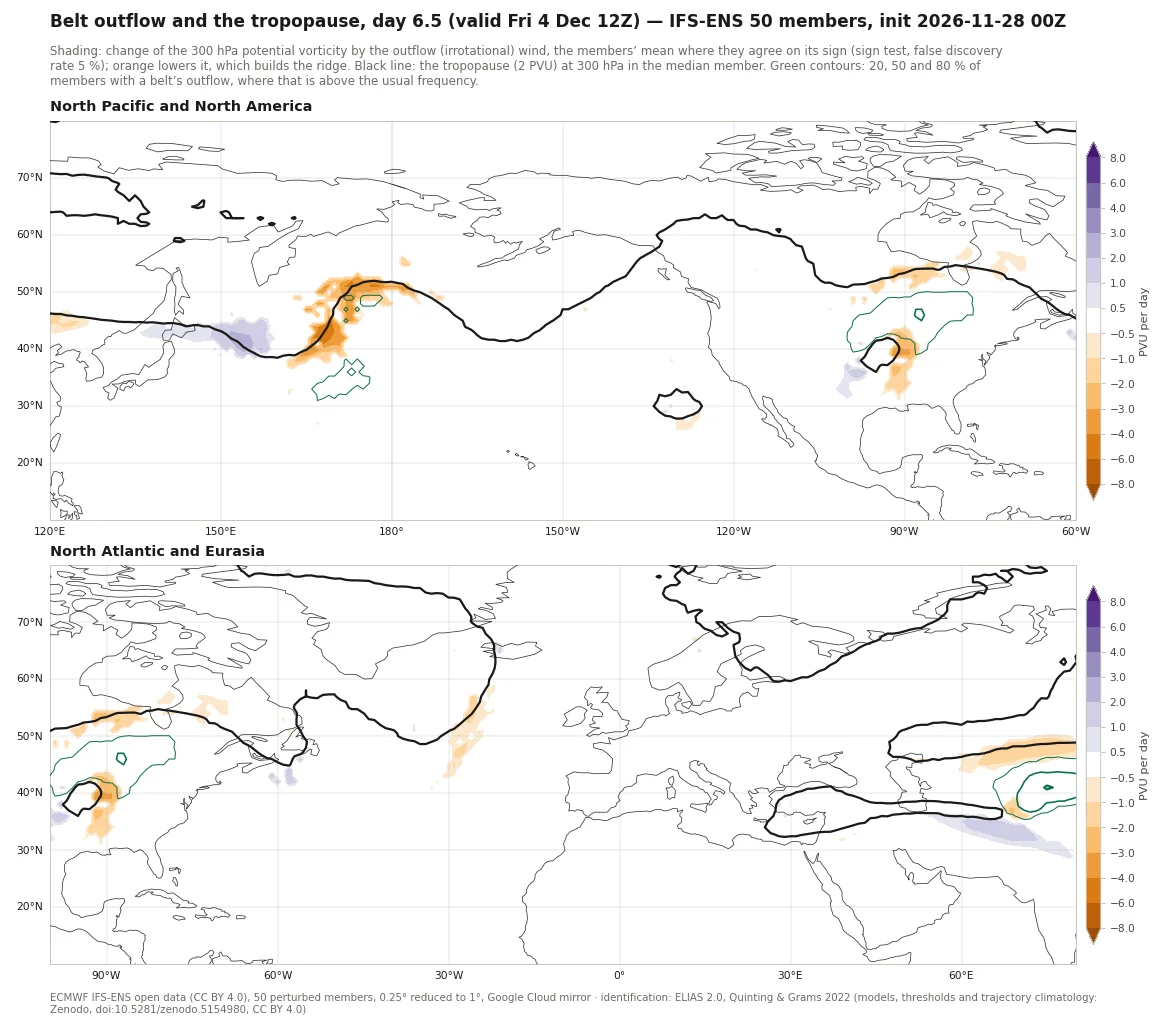 Belt outflow and the tropopause, day 6.5 (valid Fri 4 Dec 12Z) — IFS-ENS 50 members, init 2026-11-28 00Z
Shading: change of the 300 hPa potential vorticity by the outflow (irrotational) wind, the members’ mean where they agree on its sign (sign test, false discovery
rate 5 %); orange lowers it, which builds the ridge. Black line: the tropopause (2 PVU) at 300 hPa in the median member. Green contours: 20, 50 and 80 % of
members with a belt’s outflow, where that is above the usual frequency.
North Pacific and North America
70°N
60°N
50°N
40°N
30°N
20°N
120°E
150°E
180°
150°W
120°W
90°W
60°W
8.0
6.0
4.0
3.0
2.0
1.0
0.5
−0.5
−1.0
−2.0
−3.0
−4.0
−6.0
−8.0
PVU per day
North Atlantic and Eurasia
70°N
60°N
50°N
40°N
30°N
20°N
90°W
60°W
30°W
0°
30°E
60°E
8.0
6.0
4.0
3.0
2.0
1.0
0.5
−0.5
−1.0
−2.0
−3.0
−4.0
−6.0
−8.0
PVU per day
ECMWF IFS-ENS open data (CC BY 4.0), 50 perturbed members, 0.25° reduced to 1°, Google Cloud mirror · identification: ELIAS 2.0, Quinting & Grams 2022 (models, thresholds and trajectory climatology:
Zenodo, doi:10.5281/zenodo.5154980, CC BY 4.0)